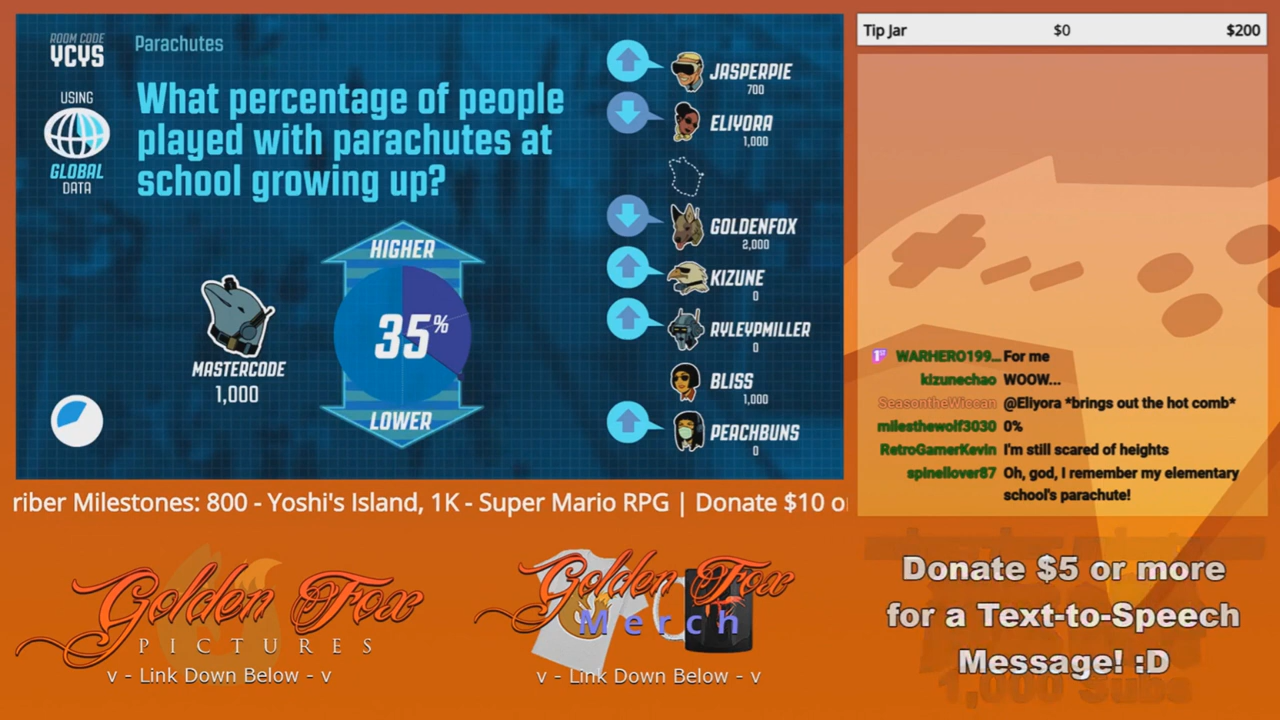 ROOM CODE
YCYS
USING
GLOBAL
DATA
Parachutes
What percentage of people
played with parachutes at
school growing up?
HIGHER
35%
LOWER
MASTERCODE
1,000
JASPERPIE
700
ELIYORA
1,000
GOLDENFOX
2,000
KIZUNE
0
RYLEYPMILLER
0
BLISS
1,000
PEACHBUNS
0
riber Milestones: 800 - Yoshi's Island, 1K - Super Mario RPG | Donate $10 o
Tip Jar $0 $200
WARHERO199... For me
kizunechao WOOW...
SeasontheWiccan @Eliyora *brings out the hot comb*
milesthewolf3030 0%
RetroGamerKevin I'm still scared of heights
spinellover87 Oh, god, I remember my elementary
school's parachute!
Golden Fox
PICTURES
v - Link Down Below - v
Golden Fox
Merch
v - Link Down Below - v
Donate $5 or more
for a Text-to-Speech
Message! :D
1,000 Subs